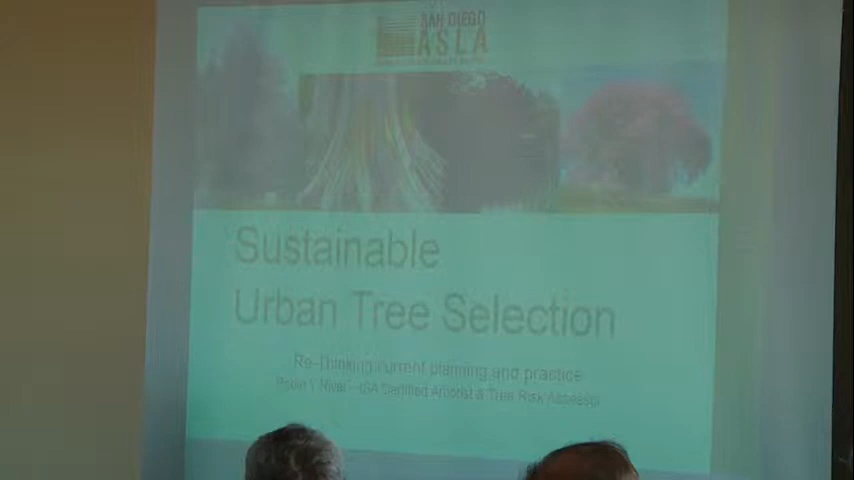 SAN DIEGO
ASLA
Sustainable
Urban Tree Selection
Re-Thinking current planning and practice
ISA Certified Arborist & Tree Risk Assessor